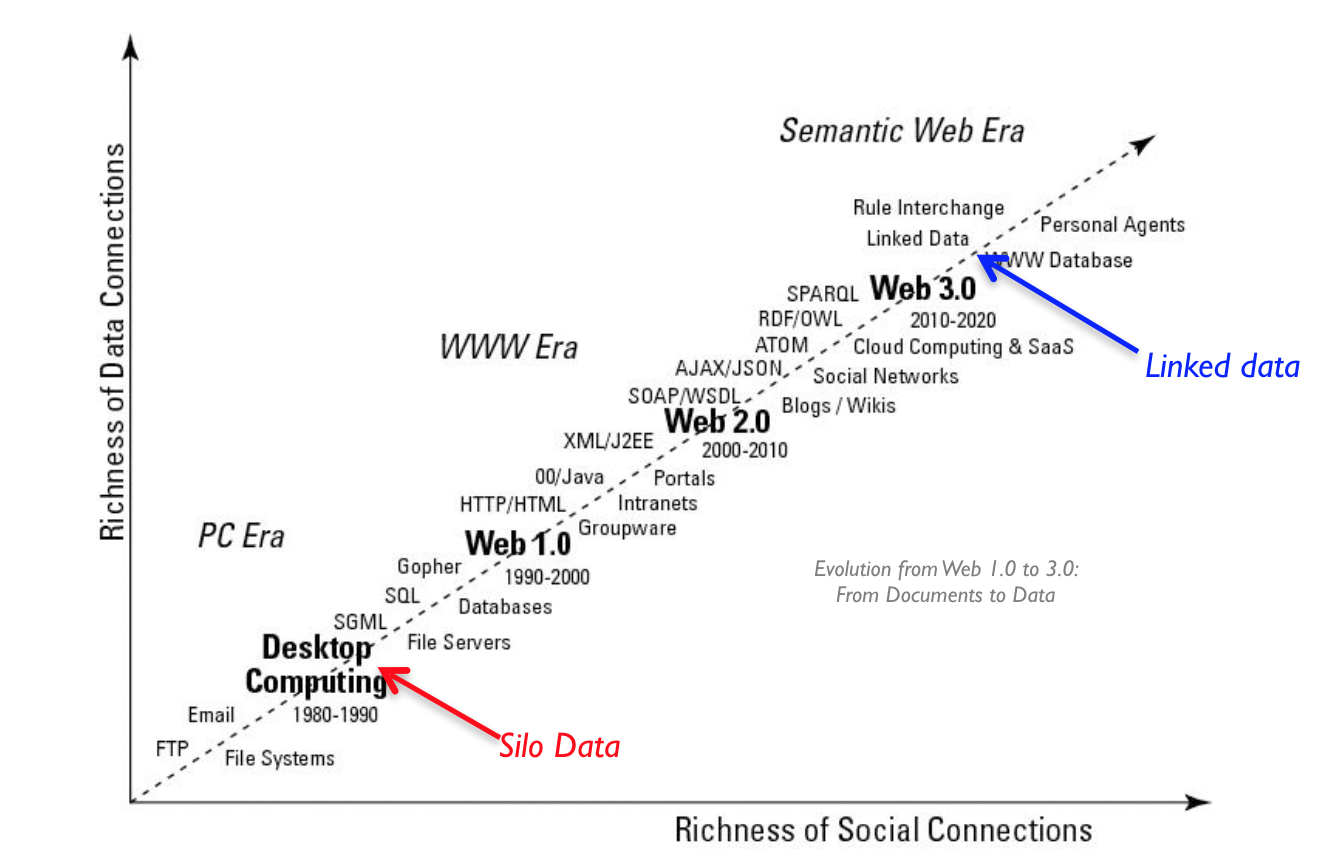 Semantic Web Era
Rule Interchange
Personal Agents
Linked Data
WWW Database
SPARQL
Web 3.0
RDF/OWL
2010-2020
WWW Era
ATOM
Cloud Computing & SaaS
Linked data
AJAX/JSON
Social Networks
SOAP/WSDL
Blogs / Wikis
Web 2.0
XML/J2EE
2000-2010
OO/Java
Portals
HTTP/HTML
Intranets
Groupware
PC Era
Web 1.0
Gopher
1990-2000
Evolution from Web 1.0 to 3.0:
From Documents to Data
SQL
Databases
SGML
File Servers
Desktop
Computing
Email
1980-1990
Silo Data
FTP
File Systems
Richness of Data Connections
Richness of Social Connections